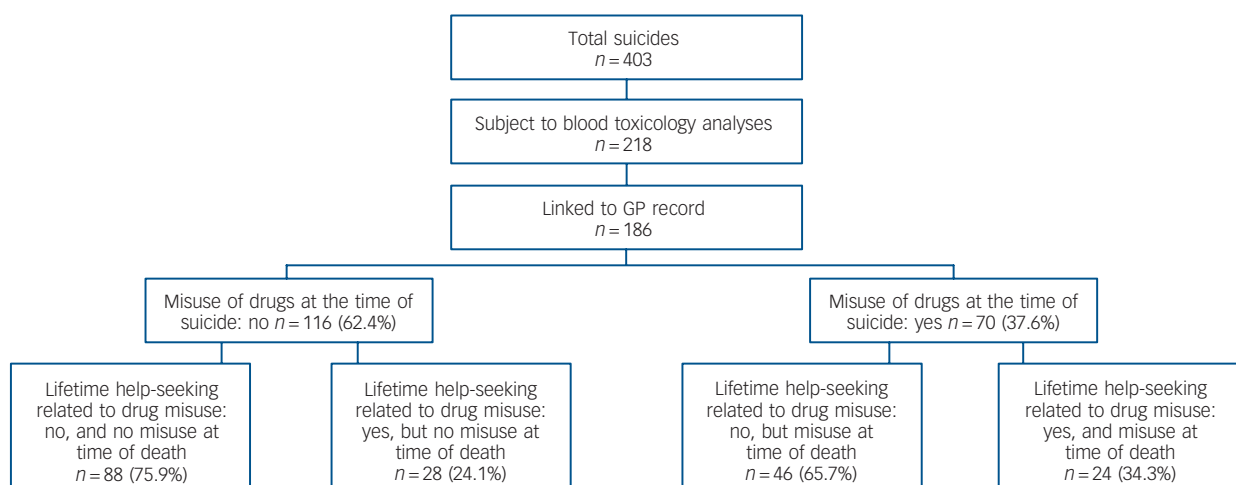 Total suicides
n = 403
Subject to blood toxicology analyses
n = 218
Linked to GP record
n = 186
Misuse of drugs at the time of
suicide: no n = 116 (62.4%)
Misuse of drugs at the time of
suicide: yes n = 70 (37.6%)
Lifetime help-seeking
related to drug misuse:
no, and no misuse at
time of death
n = 88 (75.9%)
Lifetime help-seeking
related to drug misuse:
yes, but no misuse at
time of death
n = 28 (24.1%)
Lifetime help-seeking
related to drug misuse:
no, but misuse at
time of death
n = 46 (65.7%)
Lifetime help-seeking
related to drug misuse:
yes, and misuse at
time of death
n = 24 (34.3%)